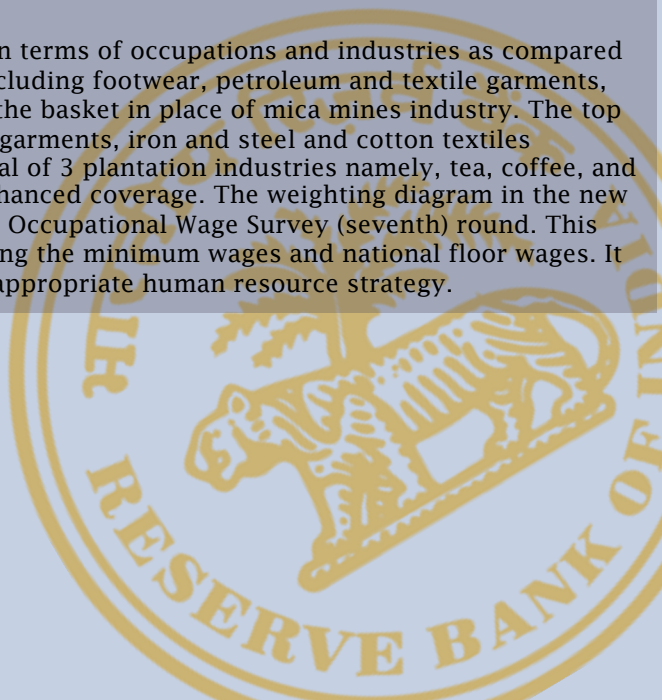 n terms of occupations and industries as compared
cluding footwear, petroleum and textile garments,
the basket in place of mica mines industry. The top
garments, iron and steel and cotton textiles
al of 3 plantation industries namely, tea, coffee, and
hanced coverage. The weighting diagram in the new
Occupational Wage Survey (seventh) round. This
ng the minimum wages and national floor wages. It
appropriate human resource strategy.
RESERVE BANK OF INDIA